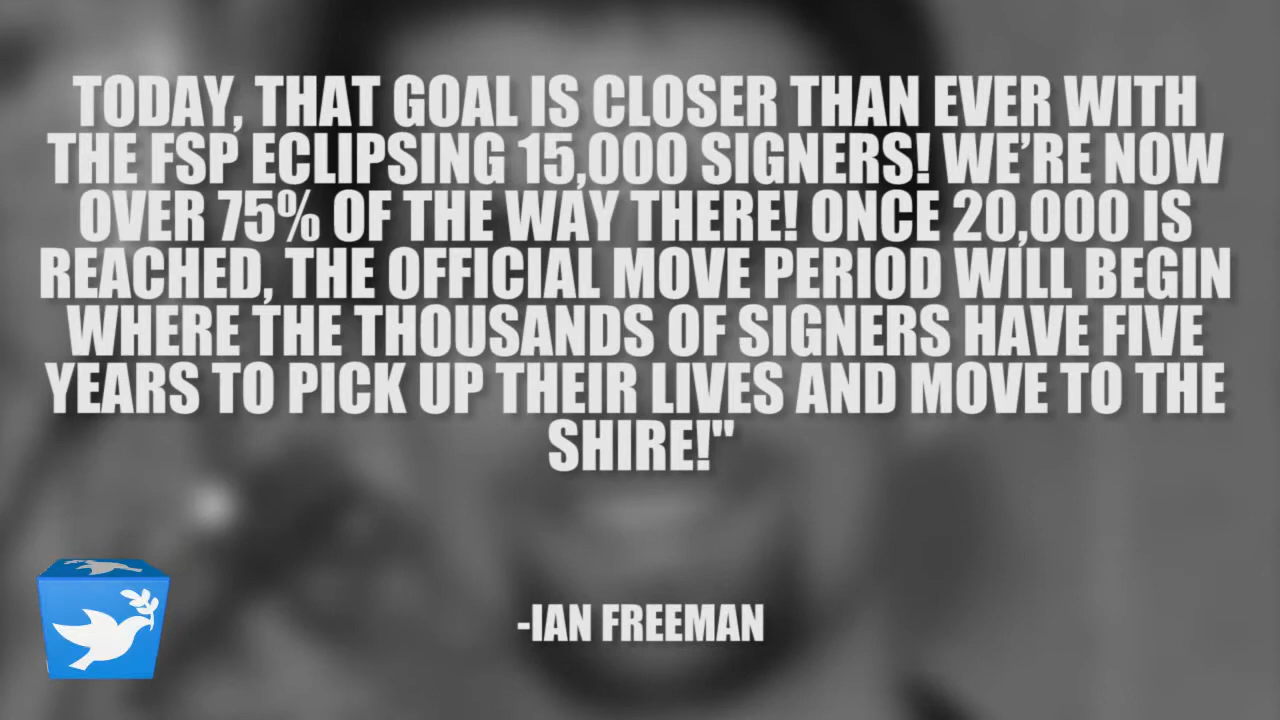 TODAY, THAT GOAL IS CLOSER THAN EVER WITH
THE FSP ECLIPSING 15,000 SIGNERS! WE’RE NOW
OVER 75% OF THE WAY THERE! ONCE 20,000 IS
REACHED, THE OFFICIAL MOVE PERIOD WILL BEGIN
WHERE THE THOUSANDS OF SIGNERS HAVE FIVE
YEARS TO PICK UP THEIR LIVES AND MOVE TO THE
SHIRE!"
-IAN FREEMAN